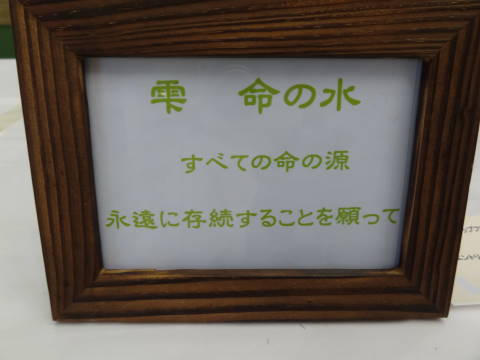 雫　命の水
すべての命の源
永遠に存続することを願って